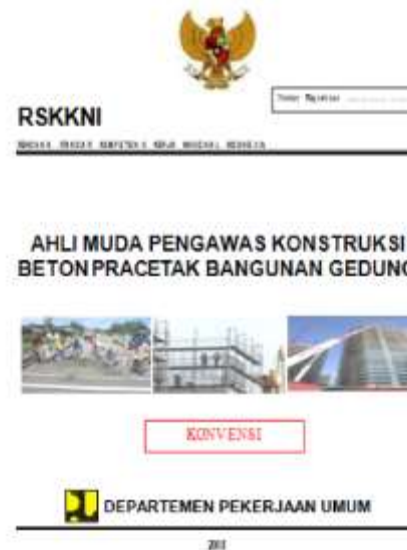 RSKKNI
AHLI MUDA PENGAWAS KONSTRUKSI
BETON PRACETAK BANGUNAN GEDUNG
KONVENSI
DEPARTEMEN PEKERJAAN UMUM